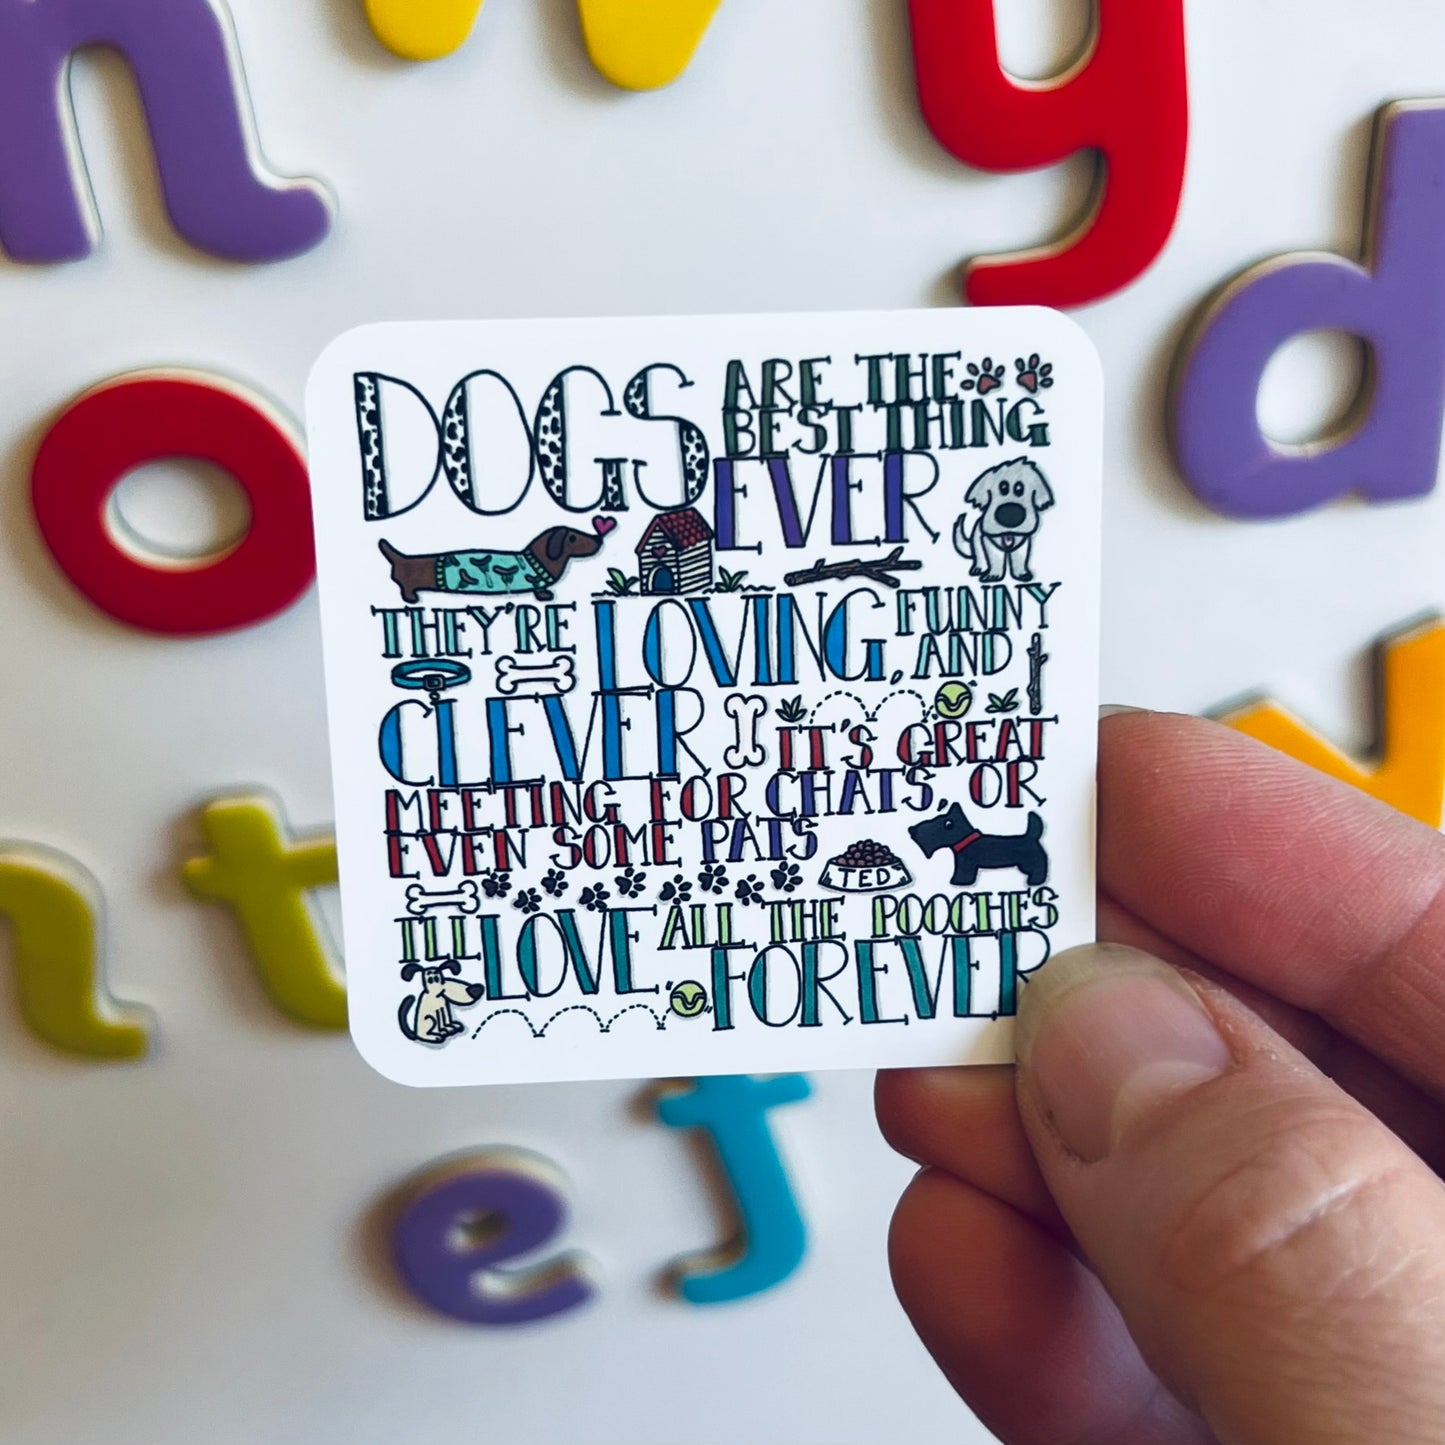 DOGS ARE THE
BEST THING
EVER
THEY'RE LOVING, FUNNY
AND
CLEVER
IT'S GREAT
MEETING FOR CHATS, OR
EVEN SOME PATS
TED
I'LL LOVE ALL THE POOCHES
FOREVER
n
w
y
d
o
t
e
j